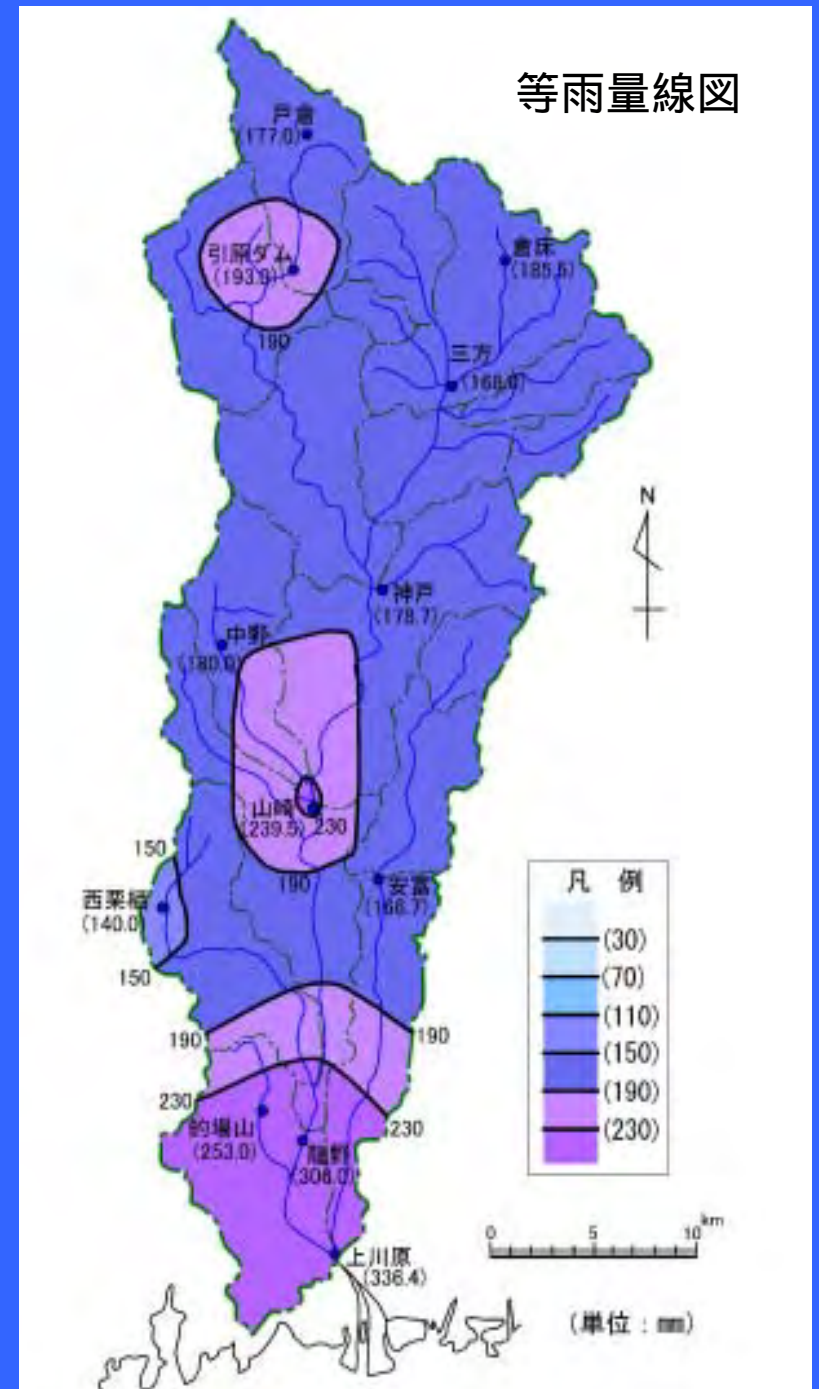 等雨量線図
戸倉
(177.0)
引原ダム
(193.0)
190
倉床
(185.5)
三方
(168.0)
N
神戸
(178.7)
中野
(180.0)
山崎
(239.5) 230
190
150
西栗栖
(140.0)
150
安富
(166.7)
190
190
230
230
的場山
(253.0)
龍野
上川原
(336.4)
凡 例
(30)
(70)
(110)
(150)
(190)
(230)
0 5 10 km
(単位：㎜)